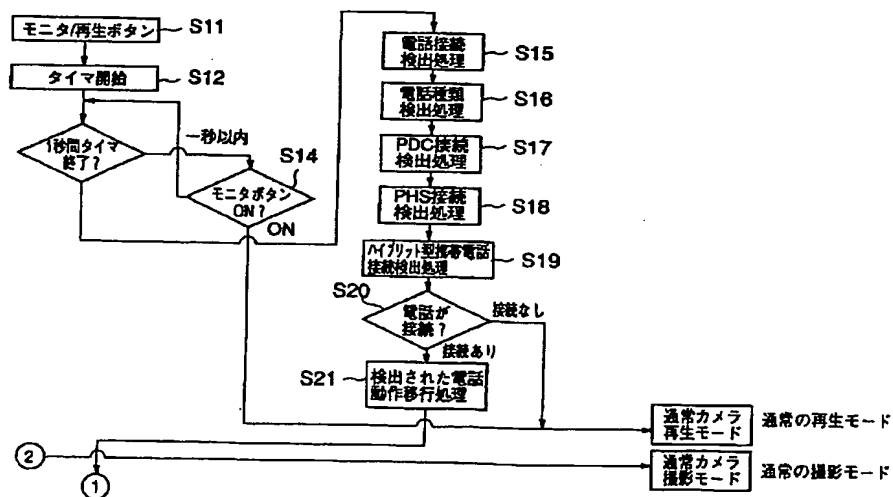 モニタ/再生ボタン
S11
タイマ開始
S12
1秒間タイマ
終了?
一秒以内
S14
モニタボタン
ON?
ON
電話接続
検出処理
S15
電話種類
検出処理
S16
PDC接続
検出処理
S17
PHS接続
検出処理
S18
ハイブリット型携帯電話
接続検出処理
S19
S20
電話が
接続?
接続なし
接続あり
S21
検出された電話
動作移行処理
通常カメラ
再生モード
通常の再生モード
②
通常カメラ
撮影モード
通常の撮影モード
①